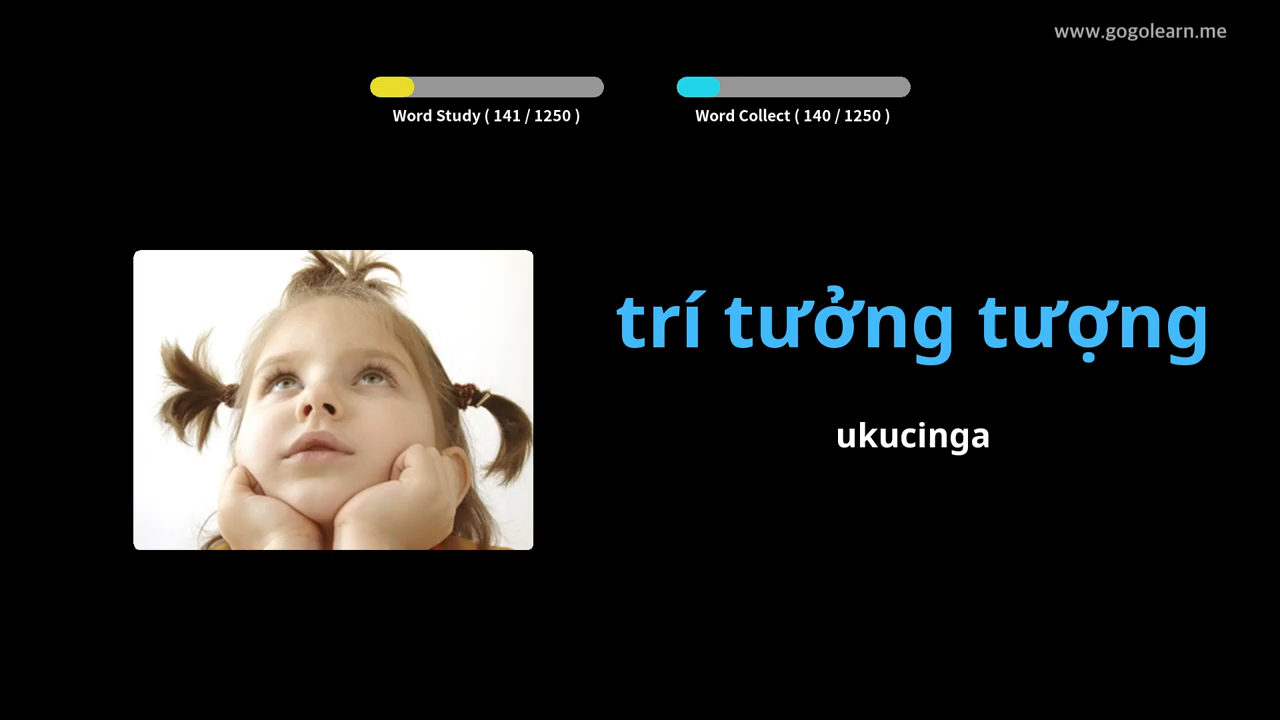 www.gogolearn.me
Word Study ( 141 / 1250 )
Word Collect ( 140 / 1250 )
trí tưởng tượng
ukucinga